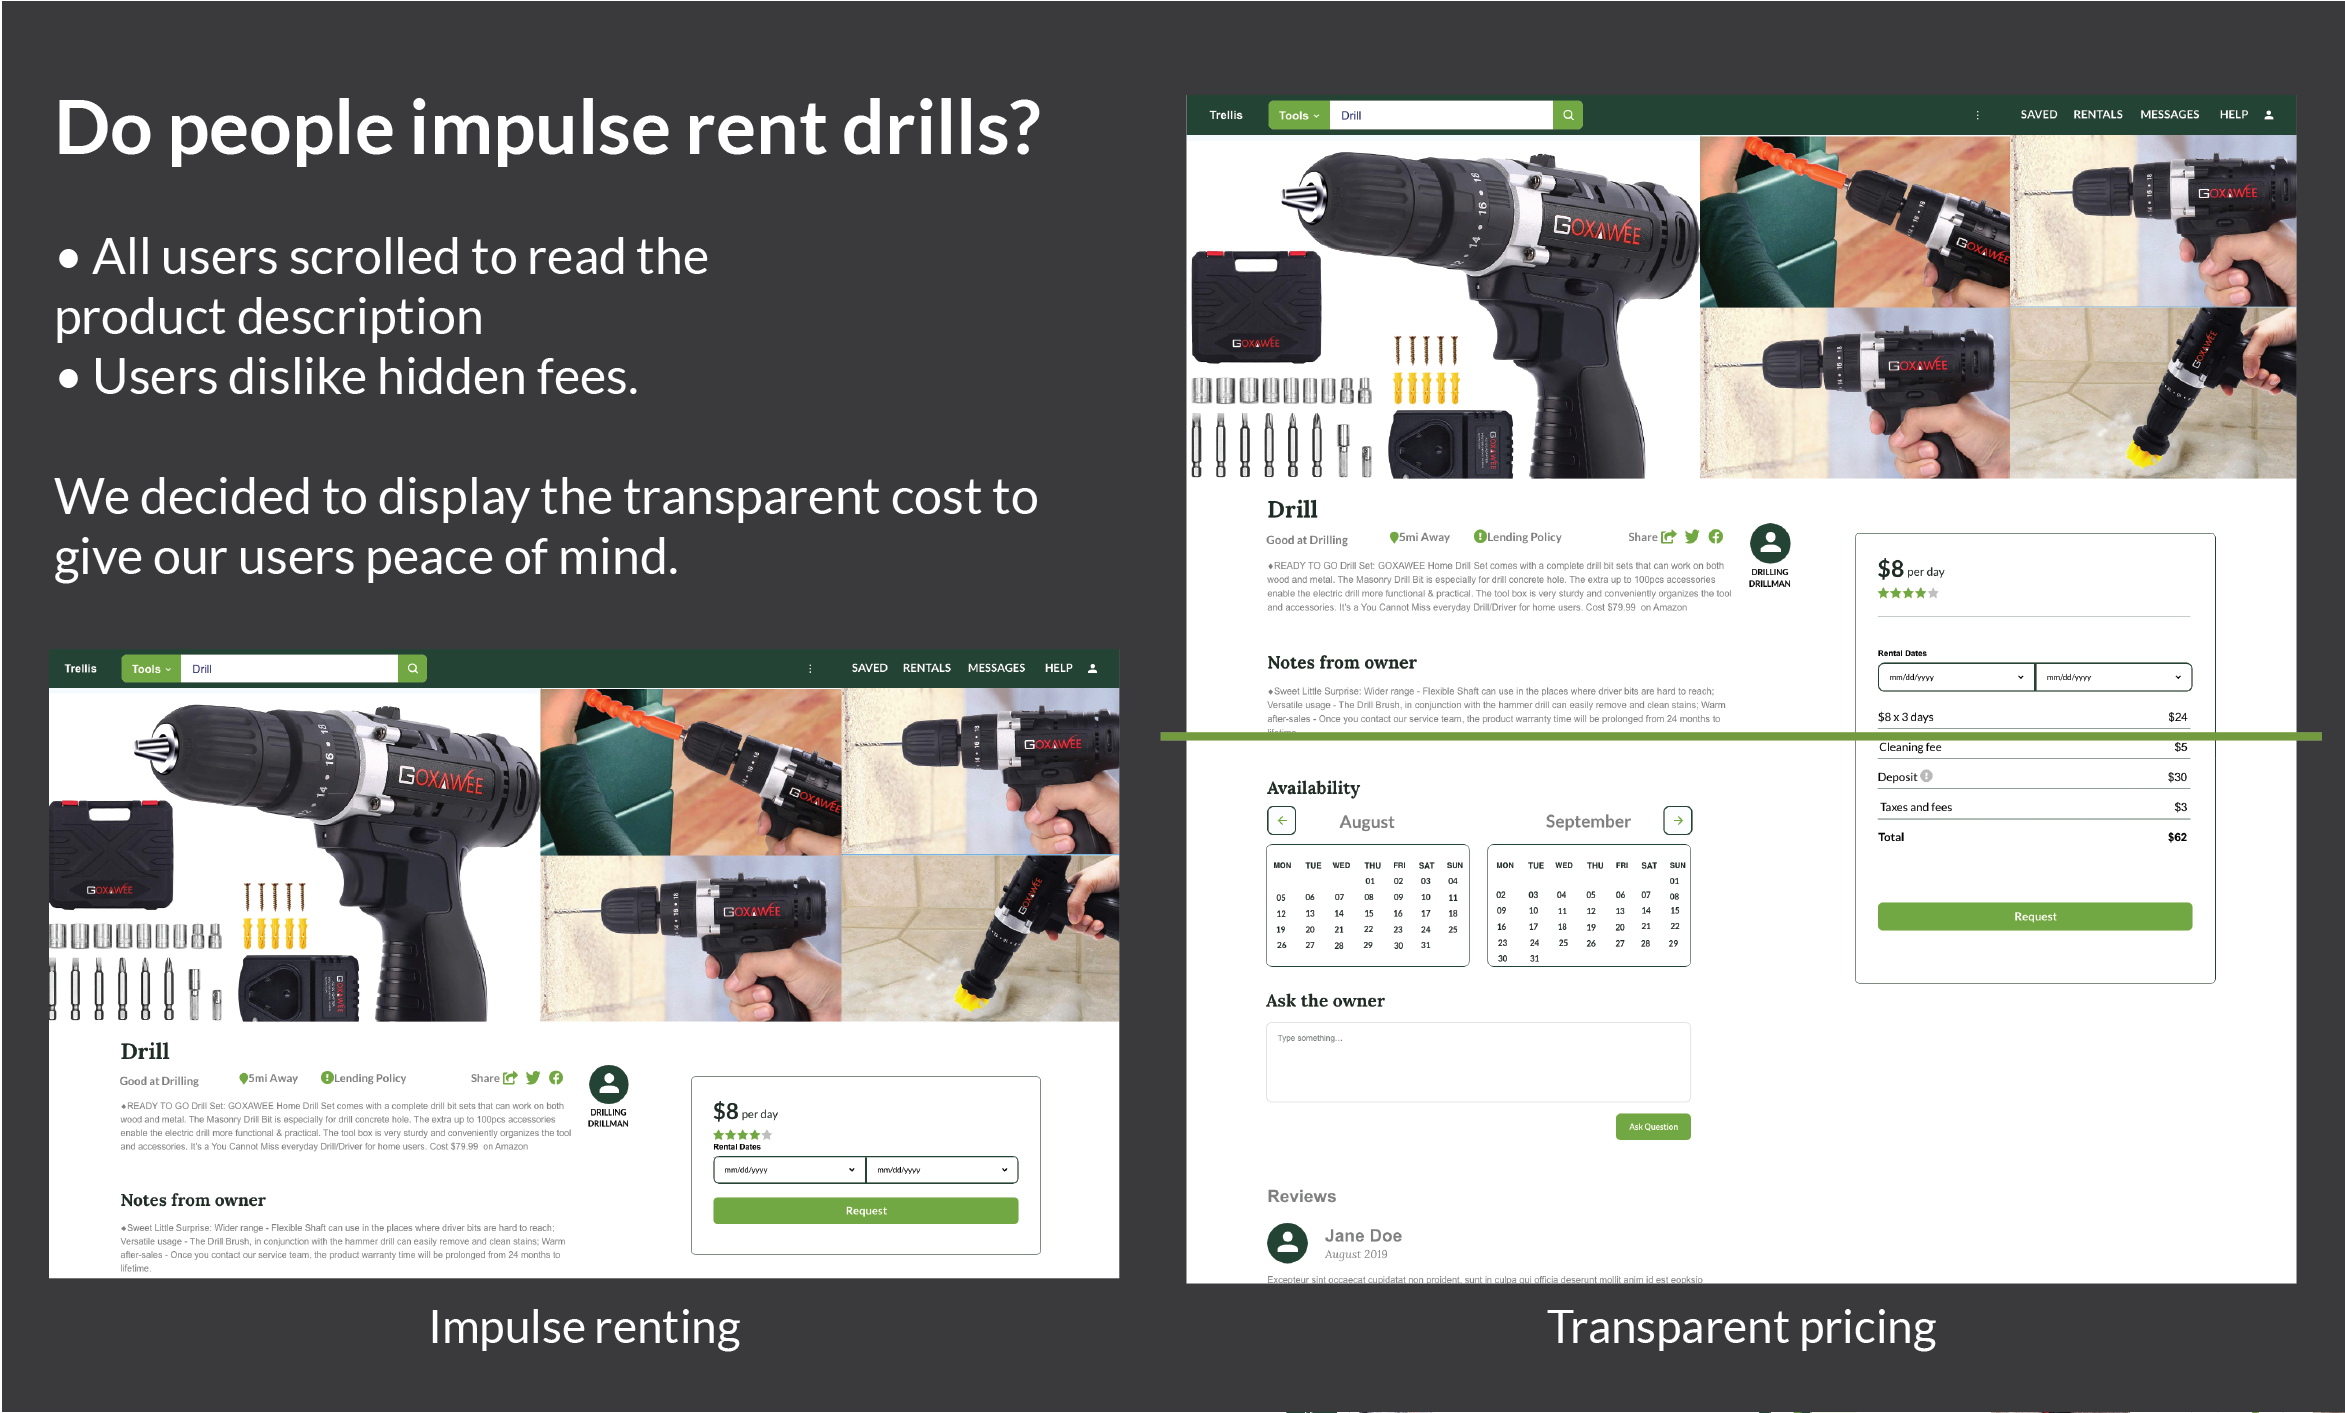 Do people impulse rent drills?
● All users scrolled to read the
product description
● Users dislike hidden fees.
We decided to display the transparent cost to
give our users peace of mind.
Trellis
Tools
Drill
SAVED RENTALS MESSAGES HELP
GOXAWEE
GOXAWEE
GOXAWEE
GOXAWEE
GOXAWEE
GOXAWEE
Drill
Good at Drilling
5mi Away
Lending Policy
Share
DRILLING
DRILLMAN
♦READY TO GO Drill Set: GOXAWEE Home Drill Set comes with a complete drill bit sets that can work on both
wood and metal. The Masonry Drill Bit is especially for drill concrete hole. The extra up to 100pcs accessories
enable the electric drill more functional & practical. The tool box is very sturdy and conveniently organizes the tool
and accessories. It's a You Cannot Miss everyday Drill/Driver for home users. Cost $79.99 on Amazon
Notes from owner
♦Sweet Little Surprise: Wider range - Flexible Shaft can use in the places where driver bits are hard to reach;
Versatile usage - The Drill Brush, in conjunction with the hammer drill can easily remove and clean stains; Warm
after-sales - Once you contact our service team, the product warranty time will be prolonged from 24 months to
lifetime.
$8 per day
Rental Dates
mm/dd/yyyy
mm/dd/yyyy
Request
Impulse renting
Trellis
Tools
Drill
SAVED RENTALS MESSAGES HELP
GOXAWEE
GOXAWEE
GOXAWEE
GOXAWEE
GOXAWEE
GOXAWEE
Drill
Good at Drilling
5mi Away
Lending Policy
Share
DRILLING
DRILLMAN
♦READY TO GO Drill Set: GOXAWEE Home Drill Set comes with a complete drill bit sets that can work on both
wood and metal. The Masonry Drill Bit is especially for drill concrete hole. The extra up to 100pcs accessories
enable the electric drill more functional & practical. The tool box is very sturdy and conveniently organizes the tool
and accessories. It's a You Cannot Miss everyday Drill/Driver for home users. Cost $79.99 on Amazon
Notes from owner
♦Sweet Little Surprise: Wider range - Flexible Shaft can use in the places where driver bits are hard to reach;
Versatile usage - The Drill Brush, in conjunction with the hammer drill can easily remove and clean stains; Warm
after-sales - Once you contact our service team, the product warranty time will be prolonged from 24 months to
Availability
August
MON TUE WED THU FRI SAT SUN
01 02 03 04
05 06 07 08 09 10 11
12 13 14 15 16 17 18
19 20 21 22 23 24 25
26 27 28 29 30 31
September
MON TUE WED THU FRI SAT SUN
01
02 03 04 05 06 07 08
09 10 11 12 13 14 15
16 17 18 19 20 21 22
23 24 25 26 27 28 29
30 31
Ask the owner
Type something...
Ask Question
Reviews
Jane Doe
August 2019
Excepteur sint occaecat cupidatat non proident, sunt in culpa qui officia deserunt mollit anim id est eopksio
$8 per day
Rental Dates
mm/dd/yyyy
mm/dd/yyyy
$8 x 3 days $24
Cleaning fee $5
Deposit $30
Taxes and fees $3
Total $62
Request
Transparent pricing